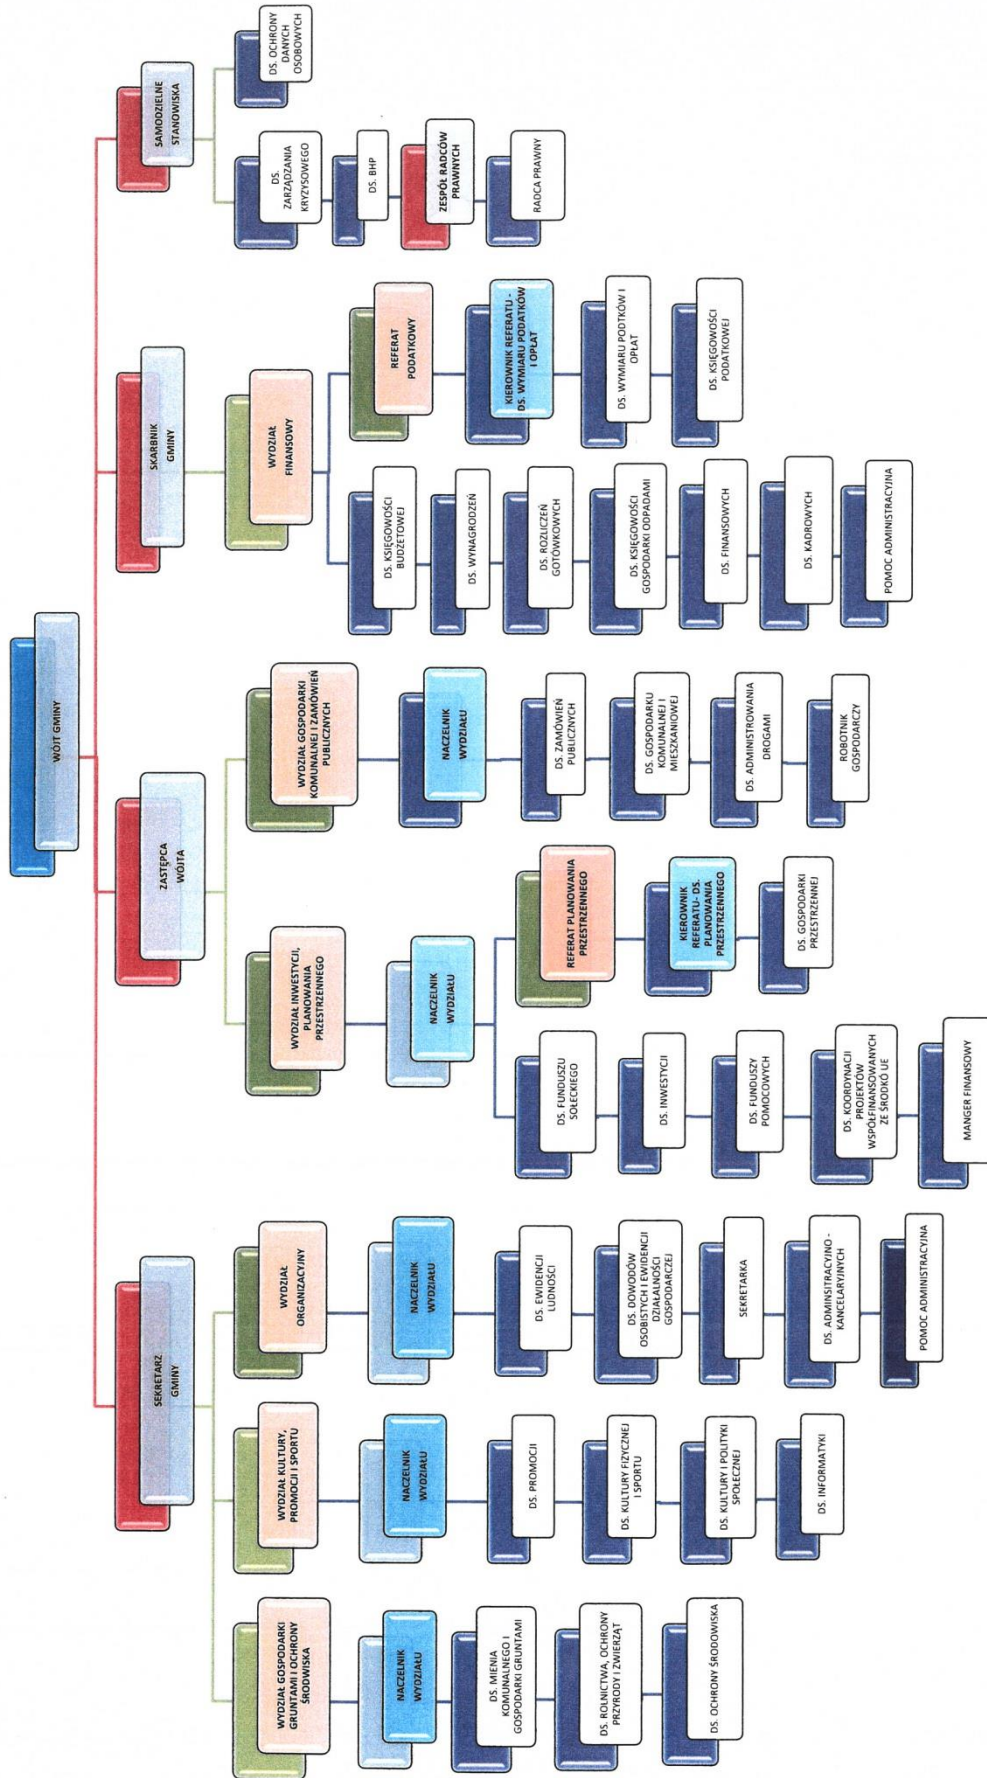 WÓJT GMINY
SEKRETARZ
GMINY
WYDZIAŁ GOSPODARKI
GRUNTAMI I OCHRONY
ŚRODOWISKA
NACZELNIK
WYDZIAŁU
DS. MIENIA
KOMUNALNEGO I
GOSPODARKI GRUNTAMI
DS. ROLNICTWA, OCHRONY
PRZYRODY I ZWIERZĄT
DS. OCHRONY ŚRODOWISKA
WYDZIAŁ KULTURY,
PROMOCJI I SPORTU
NACZELNIK
WYDZIAŁU
DS. PROMOCJI
DS. KULTURY FIZYCZNEJ
I SPORTU
DS. KULTURY I POLITYKI
SPOŁECZNEJ
DS. INFORMATYKI
WYDZIAŁ
ORGANIZACYJNY
NACZELNIK
WYDZIAŁU
DS. EWIDENCJI
LUDNOŚCI
DS. DOWODÓW
OSOBISTYCH I EWIDENCJI
DZIAŁALNOŚCI
GOSPODARCZEJ
SEKRETARKA
DS. ADMINSITRACYJNO -
KANCELARYJNYCH
POMOC ADMINISTRACYJNA
ZASTĘPCA
WÓJTA
WYDZIAŁ INWESTYCJI,
PLANOWANIA
PRZESTRZENNEGO
NACZELNIK
WYDZIAŁU
DS. FUNDUSZU
SOŁECKIEGO
DS. INWESTYCJI
DS. FUNDUSZY
POMOCOWYCH
DS. KOORDYNACJI
PROJEKTÓW
WSPÓŁFINANSOWANYCH
ZE ŚRODKÓ UE
MANGER FINANSOWY
REFERAT PLANOWANIA
PRZESTRZENNEGO
KIEROWNIK
REFERATU- DS.
PLANOWANIA
PRZESTRZENNEGO
DS. GOSPODARKI
PRZESTRZENNEJ
WYDZIAŁ GOSPODARKI
KOMUNALNEJ I ZAMÓWIEŃ
PUBLICZNYCH
NACZELNIK
WYDZIAŁU
DS. ZAMÓWIEŃ
PUBLICZNYCH
DS. GOSPODARKU
KOMUNALNEJ I
MIESZKANIOWEJ
DS. ADMINISTROWANIA
DROGAMI
ROBOTNIK
GOSPODARCZY
SKARBNIK
GMINY
WYDZIAŁ
FINANSOWY
DS. KSIĘGOWOŚCI
BUDŻETOWEJ
DS. WYNAGRODZEŃ
DS. ROZLICZEŃ
GOTÓWKOWYCH
DS. KSIĘGOWOŚCI
GOSPODARKI ODPADAMI
DS. FINANSOWYCH
DS. KADROWYCH
POMOC ADMINISTRACYJNA
REFERAT
PODATKOWY
KIEROWNIK REFERATU -
DS. WYMIARU PODATKÓW
I OPŁAT
DS. WYMIARU PODTKÓW I
OPŁAT
DS. KSIĘGOWOŚCI
PODATKOWEJ
SAMODZIELNE
STANOWISKA
DS.
ZARZĄDZANIA
KRYZYSOWEGO
DS. BHP
ZESPÓŁ RADCÓW
PRAWNYCH
RADCA PRAWNY
DS. OCHRONY
DANYCH
OSOBOWYCH